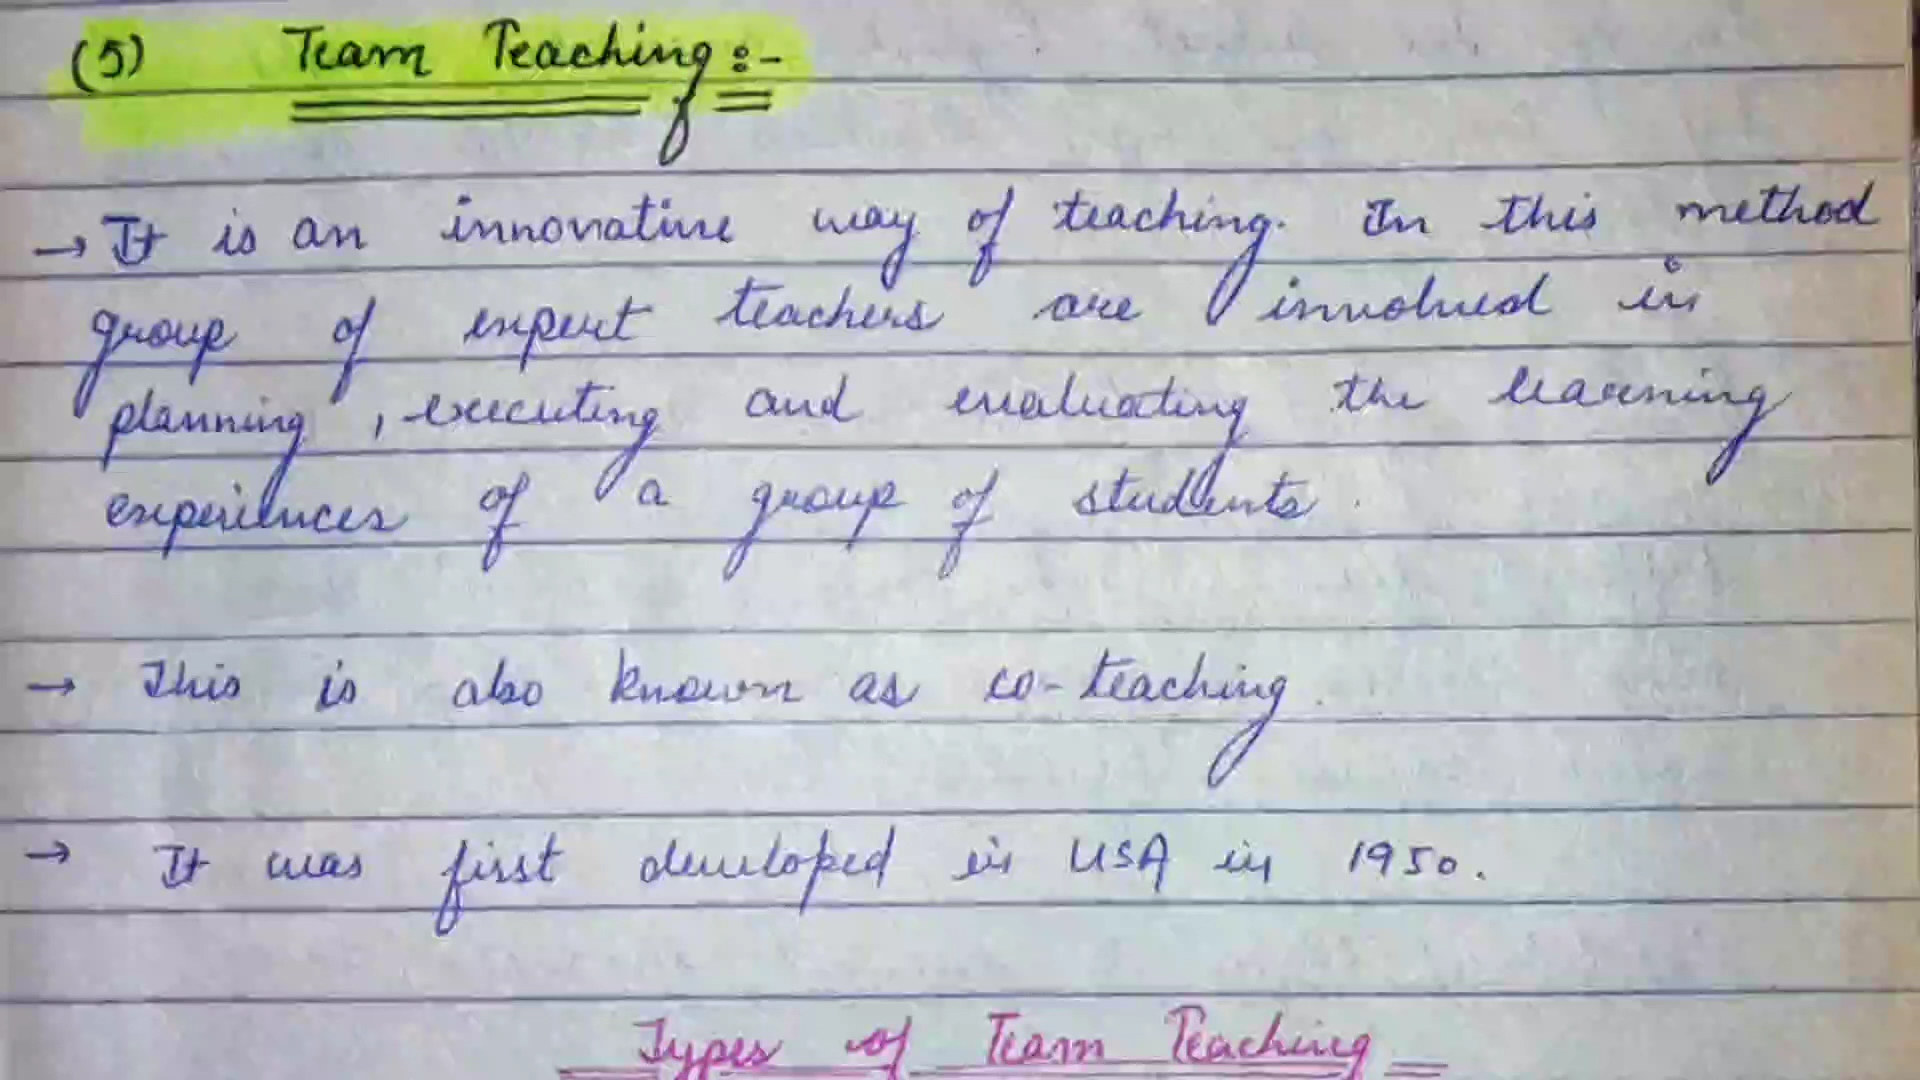 (5) Team Teaching :-
→ It is an innovative way of teaching. In this method
group of expert teachers are involved in
planning, executing and evaluating the learning
experiences of a group of students.
→ This is also known as co-teaching.
→ It was first developed in USA in 1950.
Types of Team Teaching